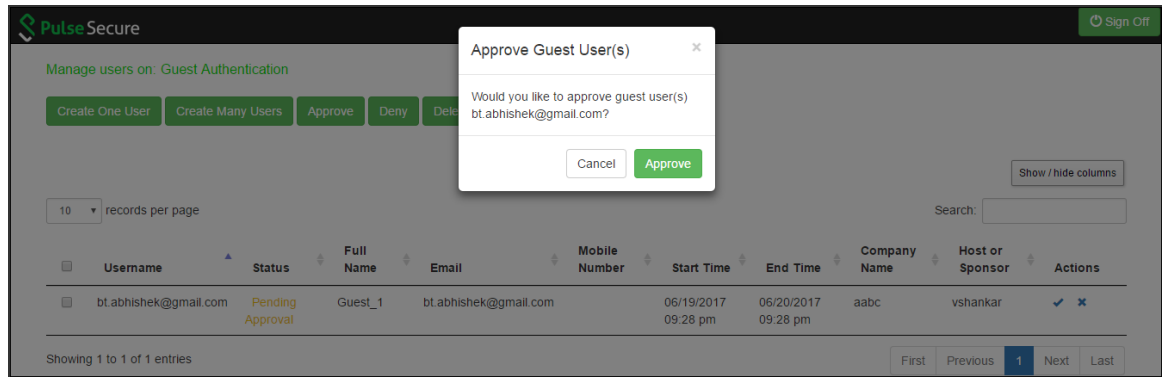 Pulse Secure
Sign Off
Approve Guest User(s)
×
Manage users on: Guest Authentication
Would you like to approve guest user(s)
bt.abhishek@gmail.com?
Create One User
Create Many Users
Approve
Deny
Dele
Cancel
Approve
Show / hide columns
10 records per page
Search:
Username
Status
Full
Name
Email
Mobile
Number
Start Time
End Time
Company
Name
Host or
Sponsor
Actions
bt.abhishek@gmail.com
Pending
Approval
Guest_1
bt.abhishek@gmail.com
06/19/2017
09:28 pm
06/20/2017
09:28 pm
aabc
vshankar
Showing 1 to 1 of 1 entries
First
Previous
1
Next
Last